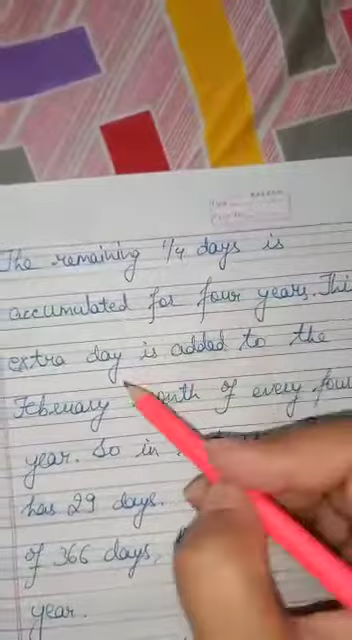 The remaining 1/4 days is
accumulated for four years. Thi
extra day is added to the
February of every four
year. So in
has 29 days.
of 366 days,
year.